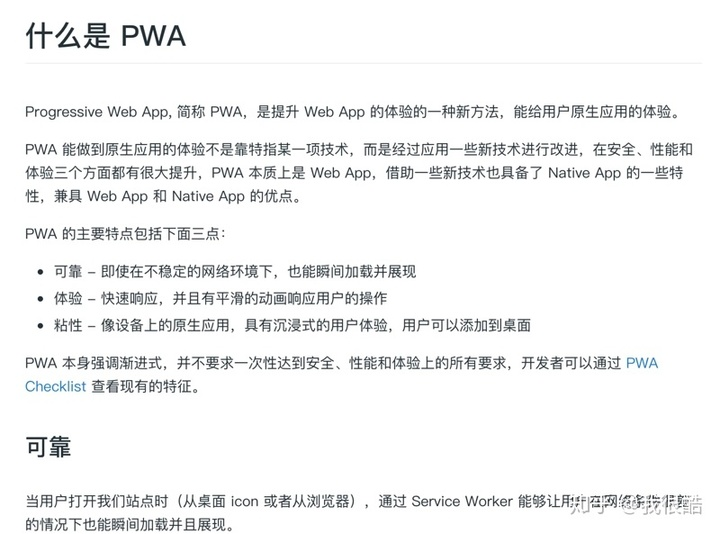 什么是 PWA
Progressive Web App, 简称 PWA，是提升 Web App 的体验的一种新方法，能给用户原生应用的体验。
PWA 能做到原生应用的体验不是靠特指某一项技术，而是经过应用一些新技术进行改进，在安全、性能和
体验三个方面都有很大提升，PWA 本质上是 Web App，借助一些新技术也具备了 Native App 的一些特
性，兼具 Web App 和 Native App 的优点。
PWA 的主要特点包括下面三点：
• 可靠 – 即使在不稳定的网络环境下，也能瞬间加载并展现
• 体验 – 快速响应，并且有平滑的动画响应用户的操作
• 粘性 – 像设备上的原生应用，具有沉浸式的用户体验，用户可以添加到桌面
PWA 本身强调渐进式，并不要求一次性达到安全、性能和体验上的所有要求，开发者可以通过 PWA
Checklist 查看现有的特征。
可靠
当用户打开我们站点时（从桌面 icon 或者从浏览器），通过 Service Worker 能够让用户在网络条件很
的情况下也能瞬间加载并且展现。
知乎 @我很酷